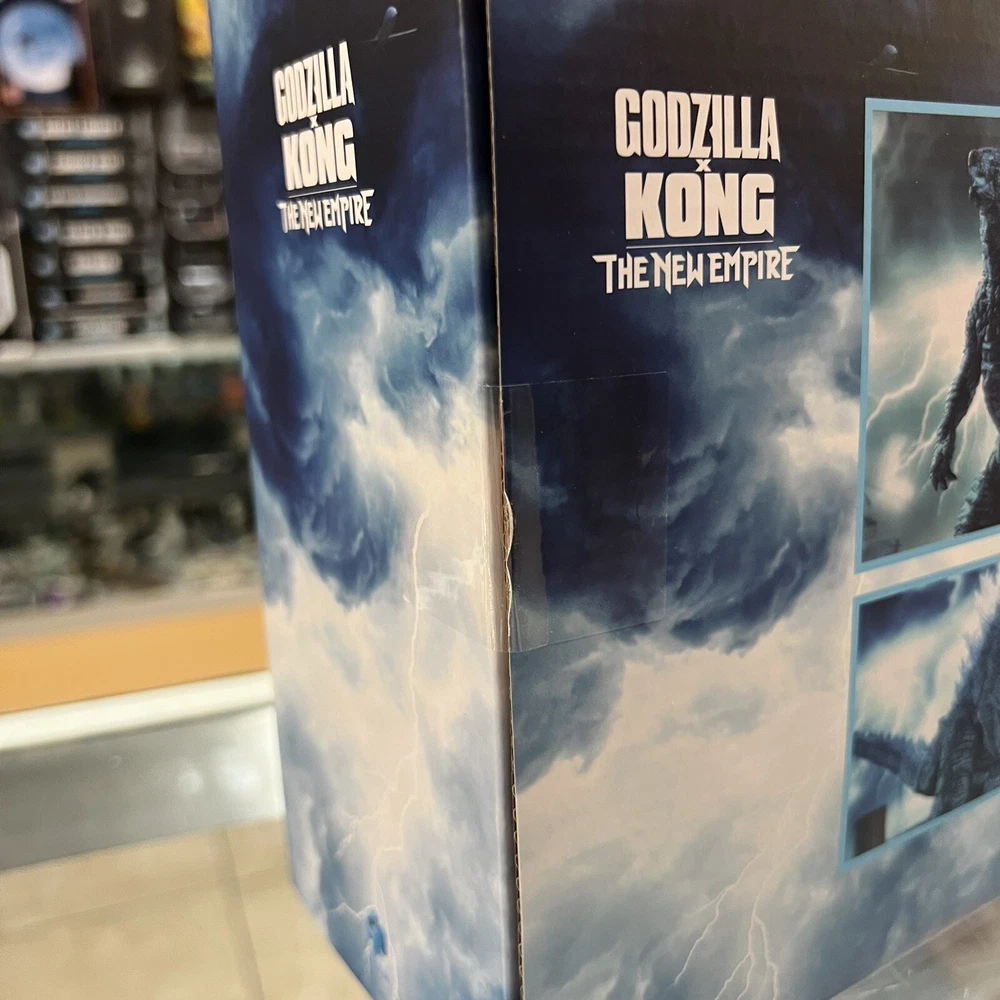 GODZILLA
x
KONG
THE NEW EMPIRE
GODZILLA
x
KONG
THE NEW EMPIRE